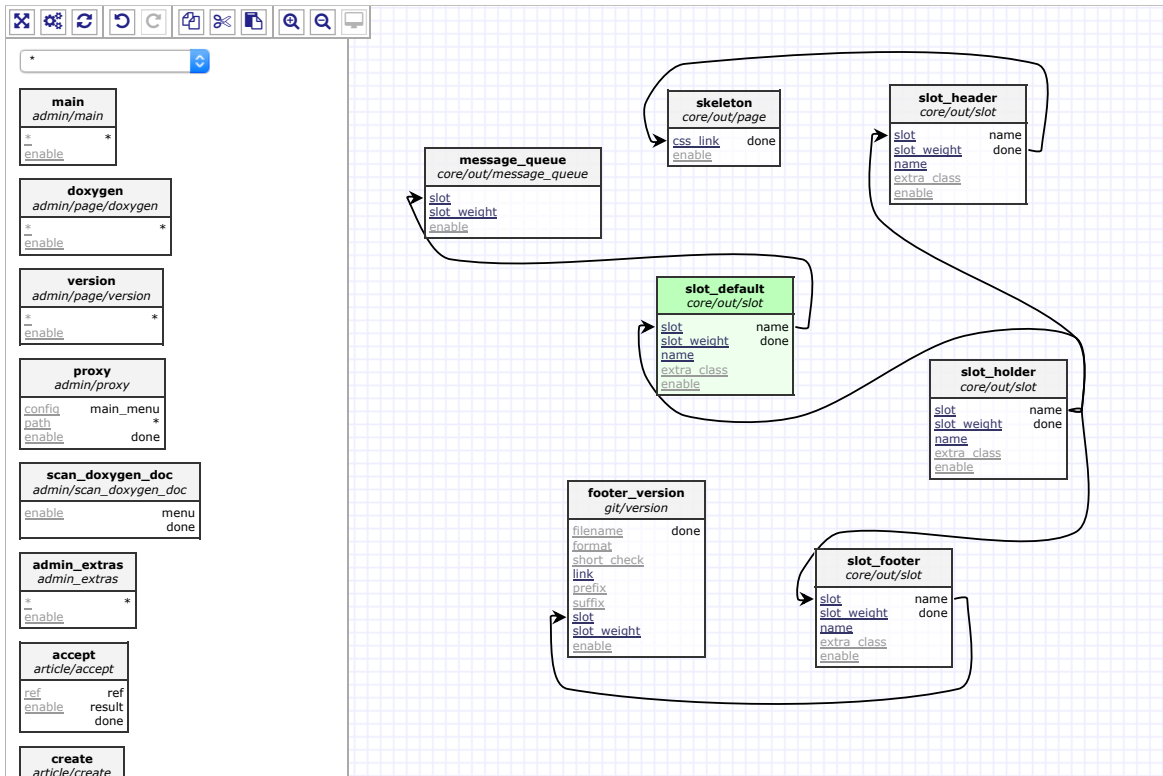 *
main
admin/main
* *
enable
doxygen
admin/page/doxygen
* *
enable
version
admin/page/version
* *
enable
proxy
admin/proxy
config main_menu
path *
enable done
scan_doxygen_doc
admin/scan_doxygen_doc
enable menu
done
admin_extras
admin_extras
* *
enable
accept
article/accept
ref ref
enable result
done
create
article/create
skeleton
core/out/page
css_link done
enable
slot_header
core/out/slot
slot name
slot_weight done
name
extra_class
enable
message_queue
core/out/message_queue
slot
slot_weight
enable
slot_default
core/out/slot
slot name
slot_weight done
name
extra_class
enable
slot_holder
core/out/slot
slot name
slot_weight done
name
extra_class
enable
footer_version
git/version
filename done
format
short_check
link
prefix
suffix
slot
slot_weight
enable
slot_footer
core/out/slot
slot name
slot_weight done
name
extra_class
enable